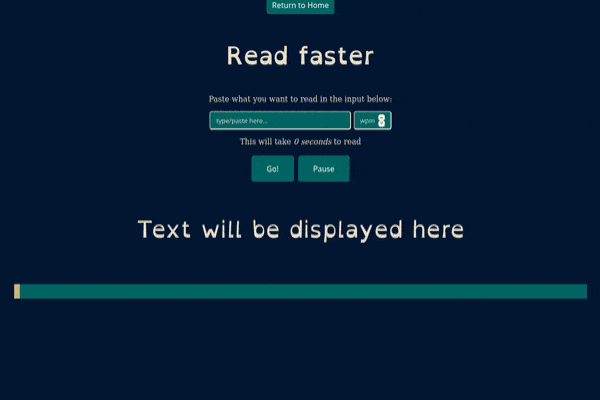 Return to Home
Read faster
Paste what you want to read in the input below:
type/paste here... wpm
This will take 0 seconds to read
Go! Pause
Text will be displayed here